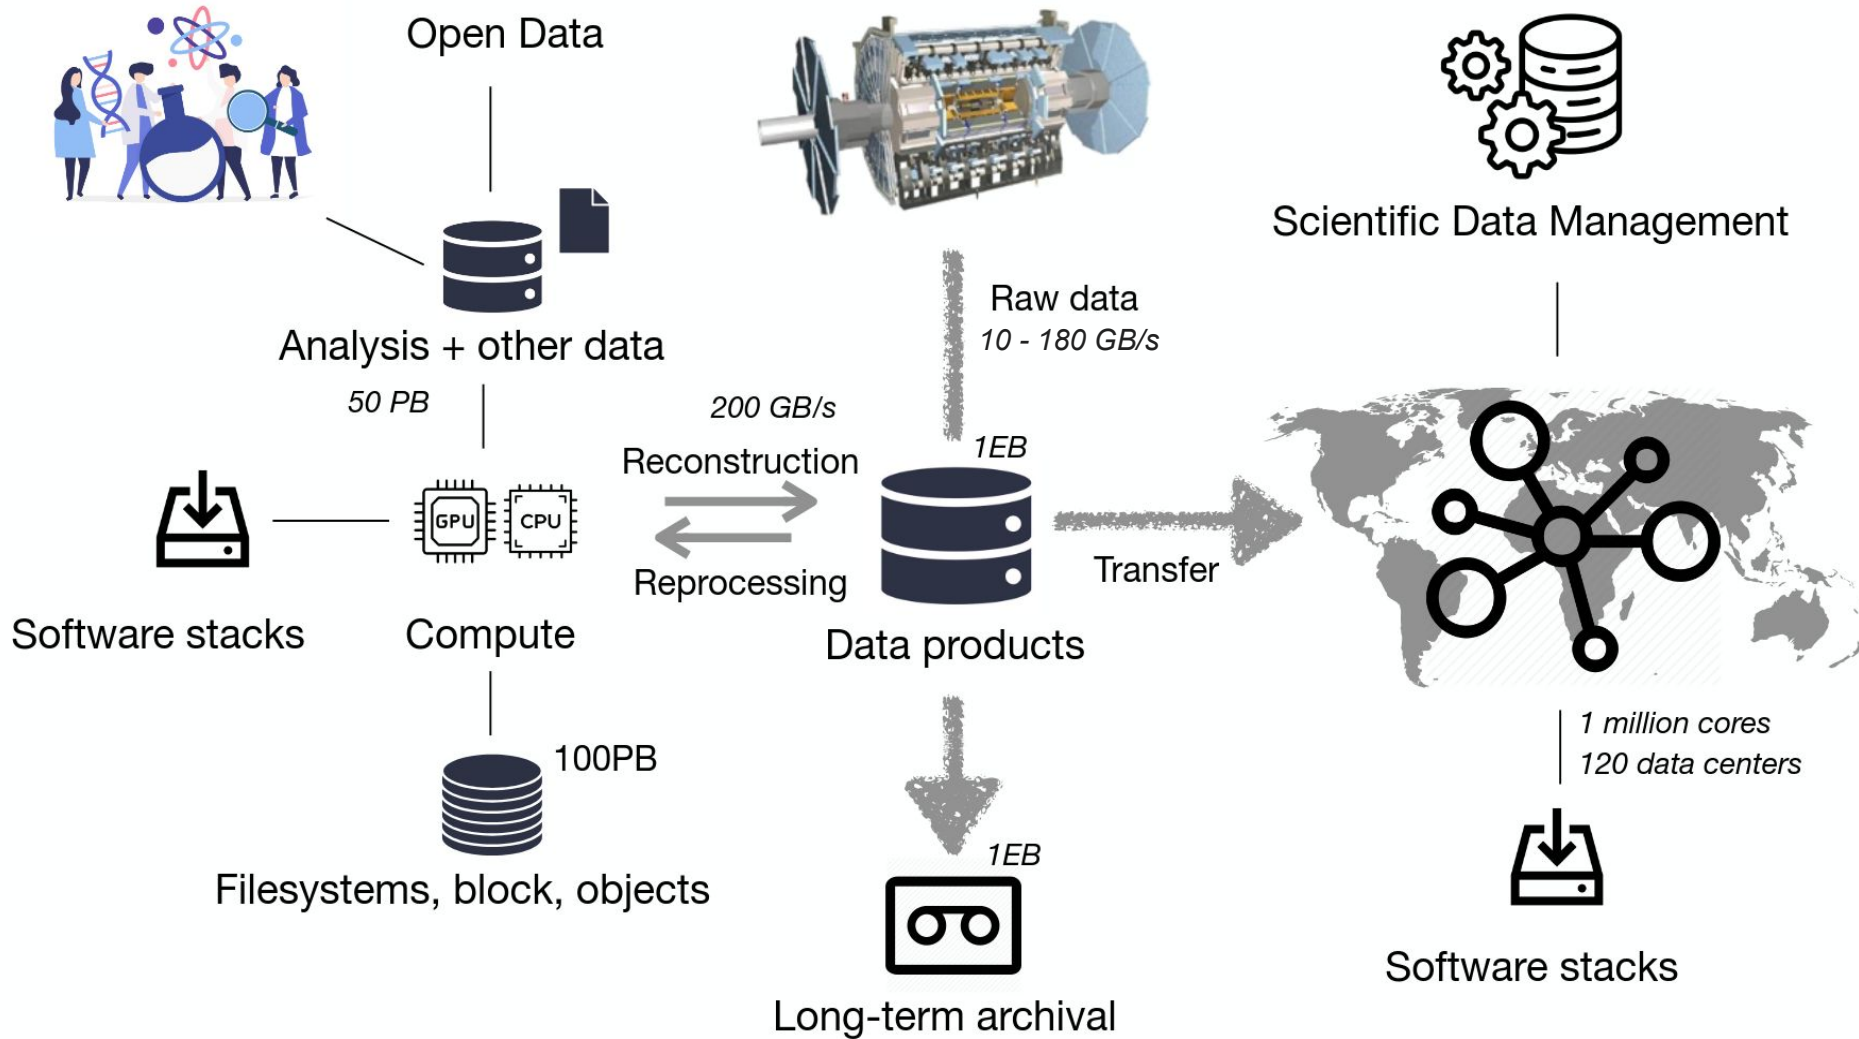 Open Data
Scientific Data Management
Raw data
10 - 180 GB/s
Analysis + other data
50 PB
200 GB/s
Reconstruction
1EB
GPU
CPU
Reprocessing
Transfer
Software stacks
Compute
Data products
1 million cores
120 data centers
100PB
1EB
Filesystems, block, objects
Software stacks
Long-term archival